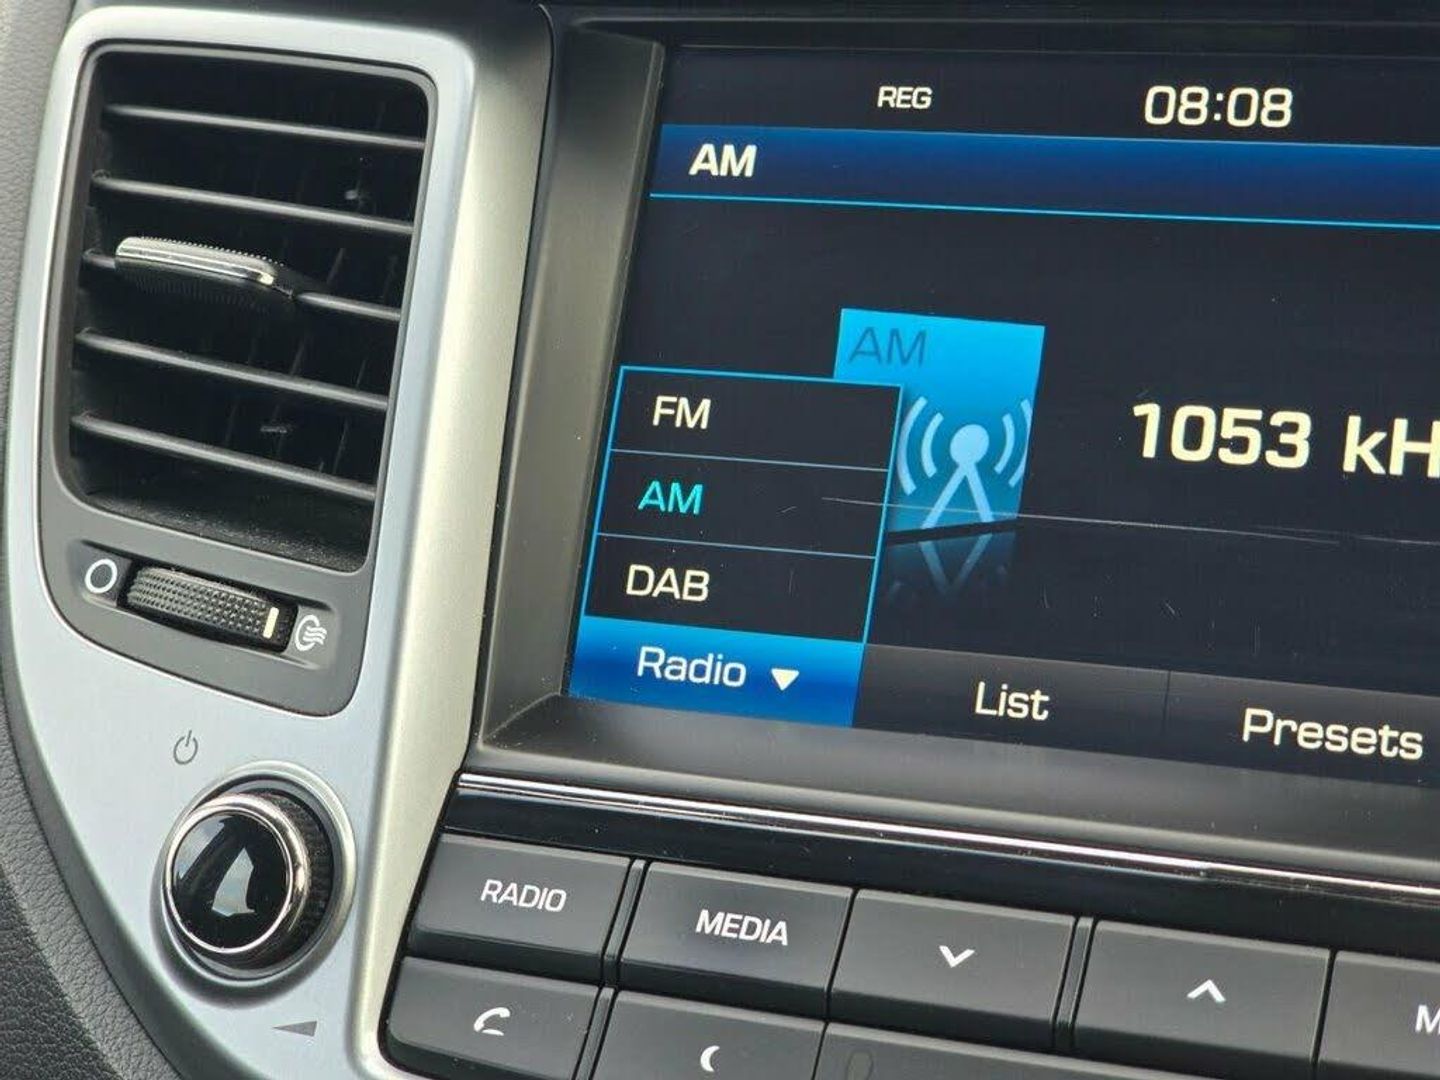 REG 08:08
AM
AM
1053 kH
FM
AM
DAB
Radio
List
Presets
RADIO
MEDIA
M